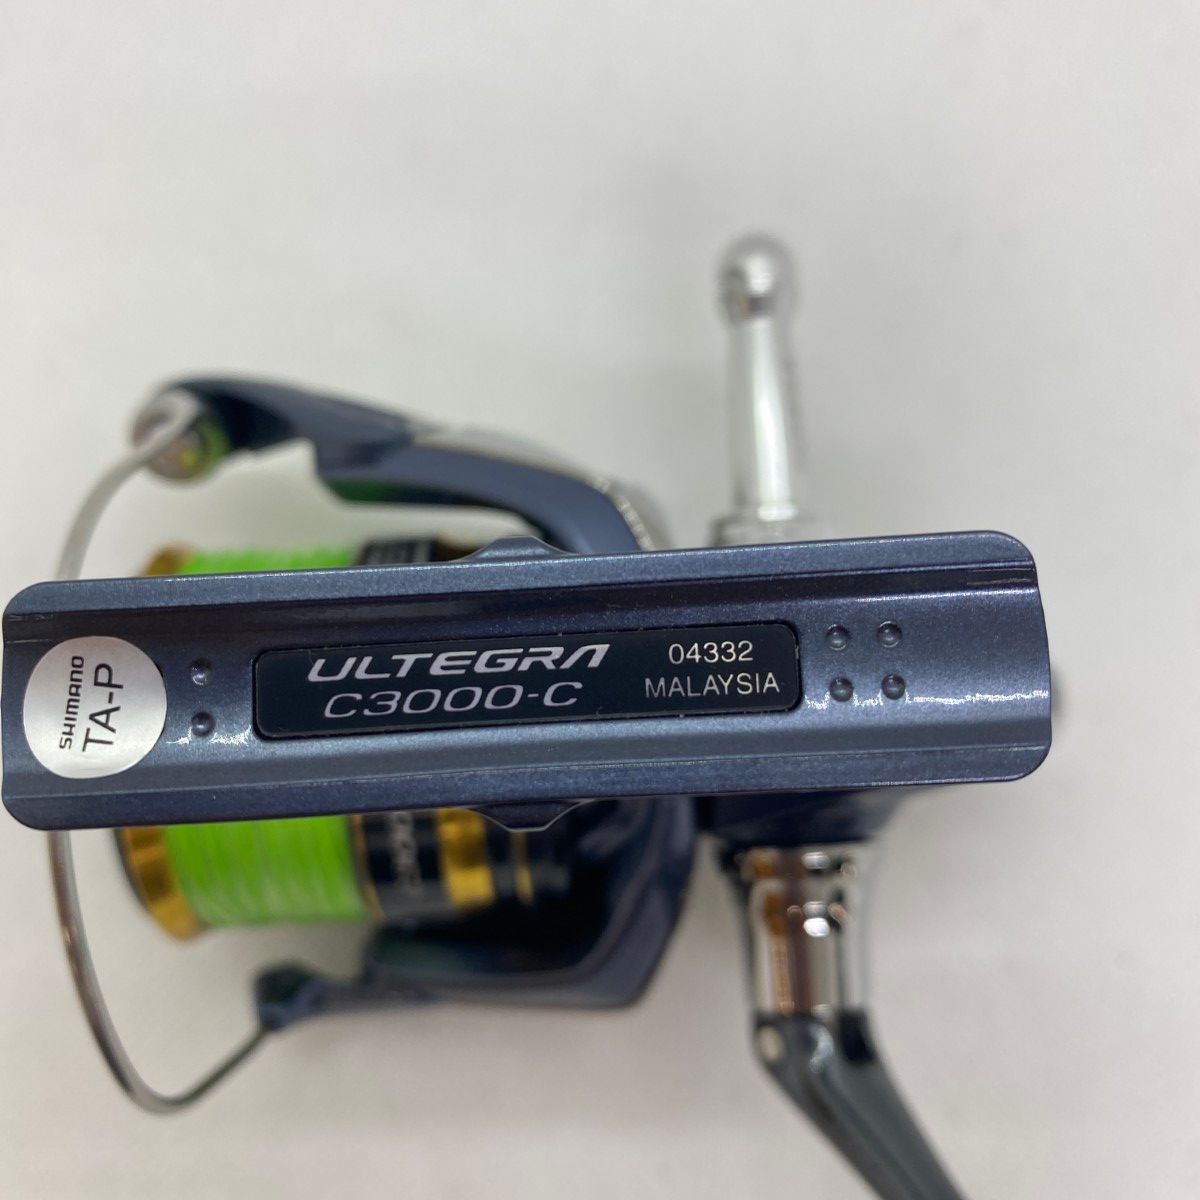 SHIMANO
TA-P
ULTEGRA
C3000-C
04332
MALAYSIA